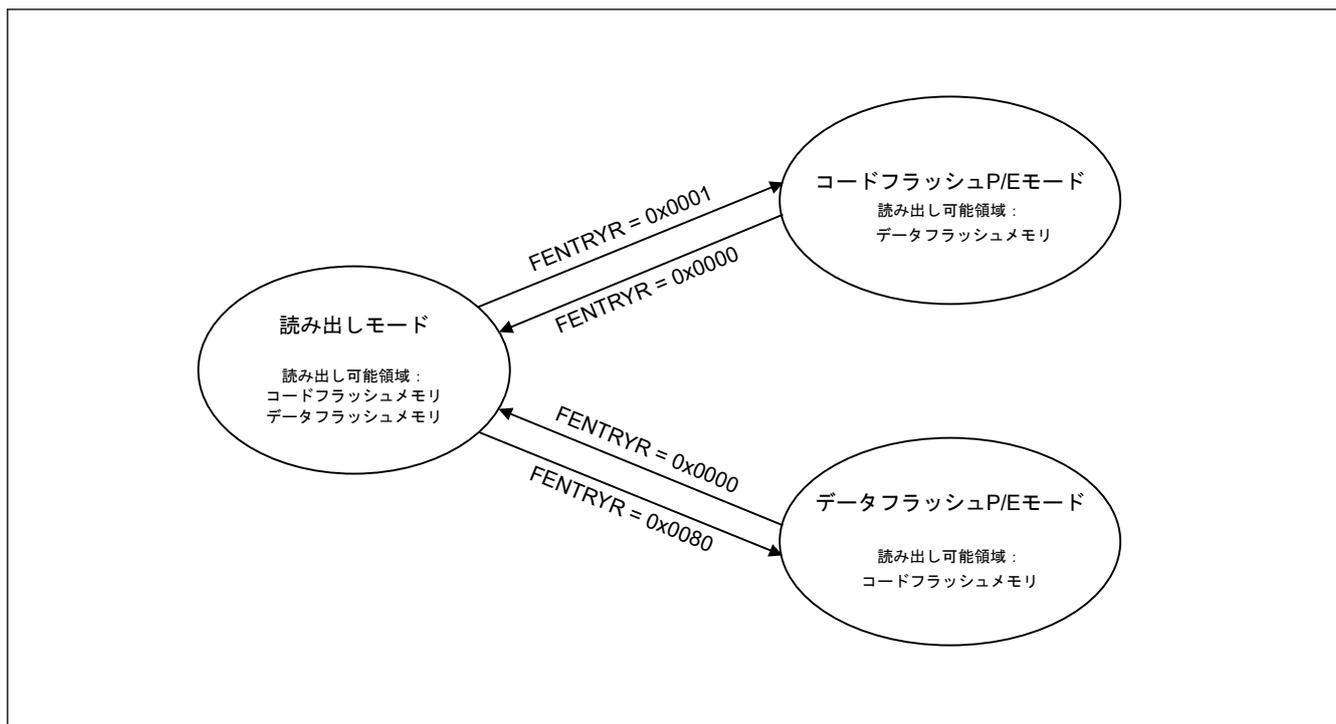 コードフラッシュP/Eモード
読み出し可能領域：
データフラッシュメモリ
FENTRYR = 0x0001
FENTRYR = 0x0000
読み出しモード
読み出し可能領域：
コードフラッシュメモリ
データフラッシュメモリ
FENTRYR = 0x0000
FENTRYR = 0x0080
データフラッシュP/Eモード
読み出し可能領域：
コードフラッシュメモリ